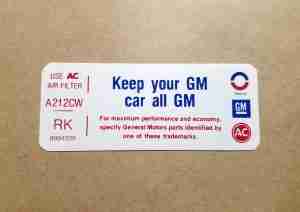 USE AC
AIR FILTER
A212CW
RK
Keep your GM
car all GM
For maximum performance and economy,
specify General Motors parts identified by
one of these trademarks.
GM
AC